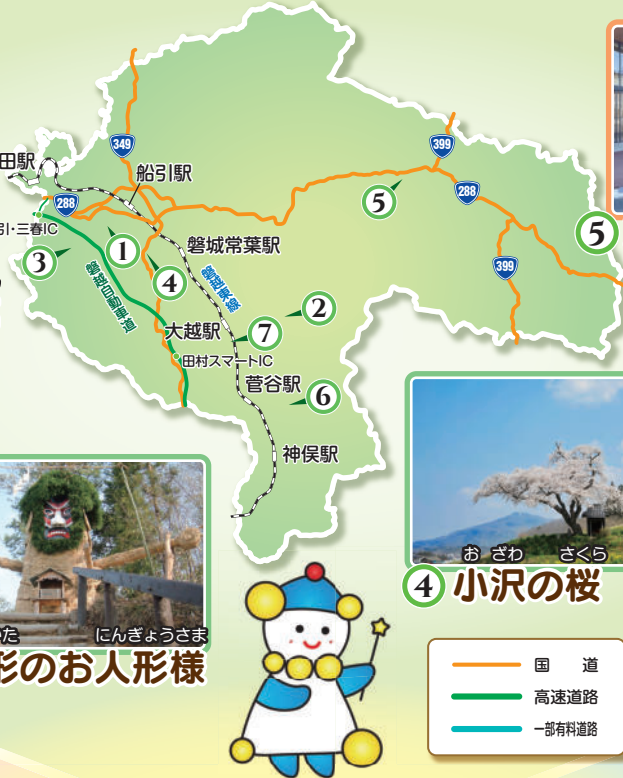 349
399
田駅
船引駅
288
288
5
引・三春IC
1
磐城常葉駅
5
3
4
磐越東線
399
磐越自動車道
2
大越駅
7
田村スマートIC
菅谷駅
6
神俣駅
た にんぎょうさま
形のお人形様
お ざわ さくら
4 小沢の桜
国 道
高速道路
一部有料道路